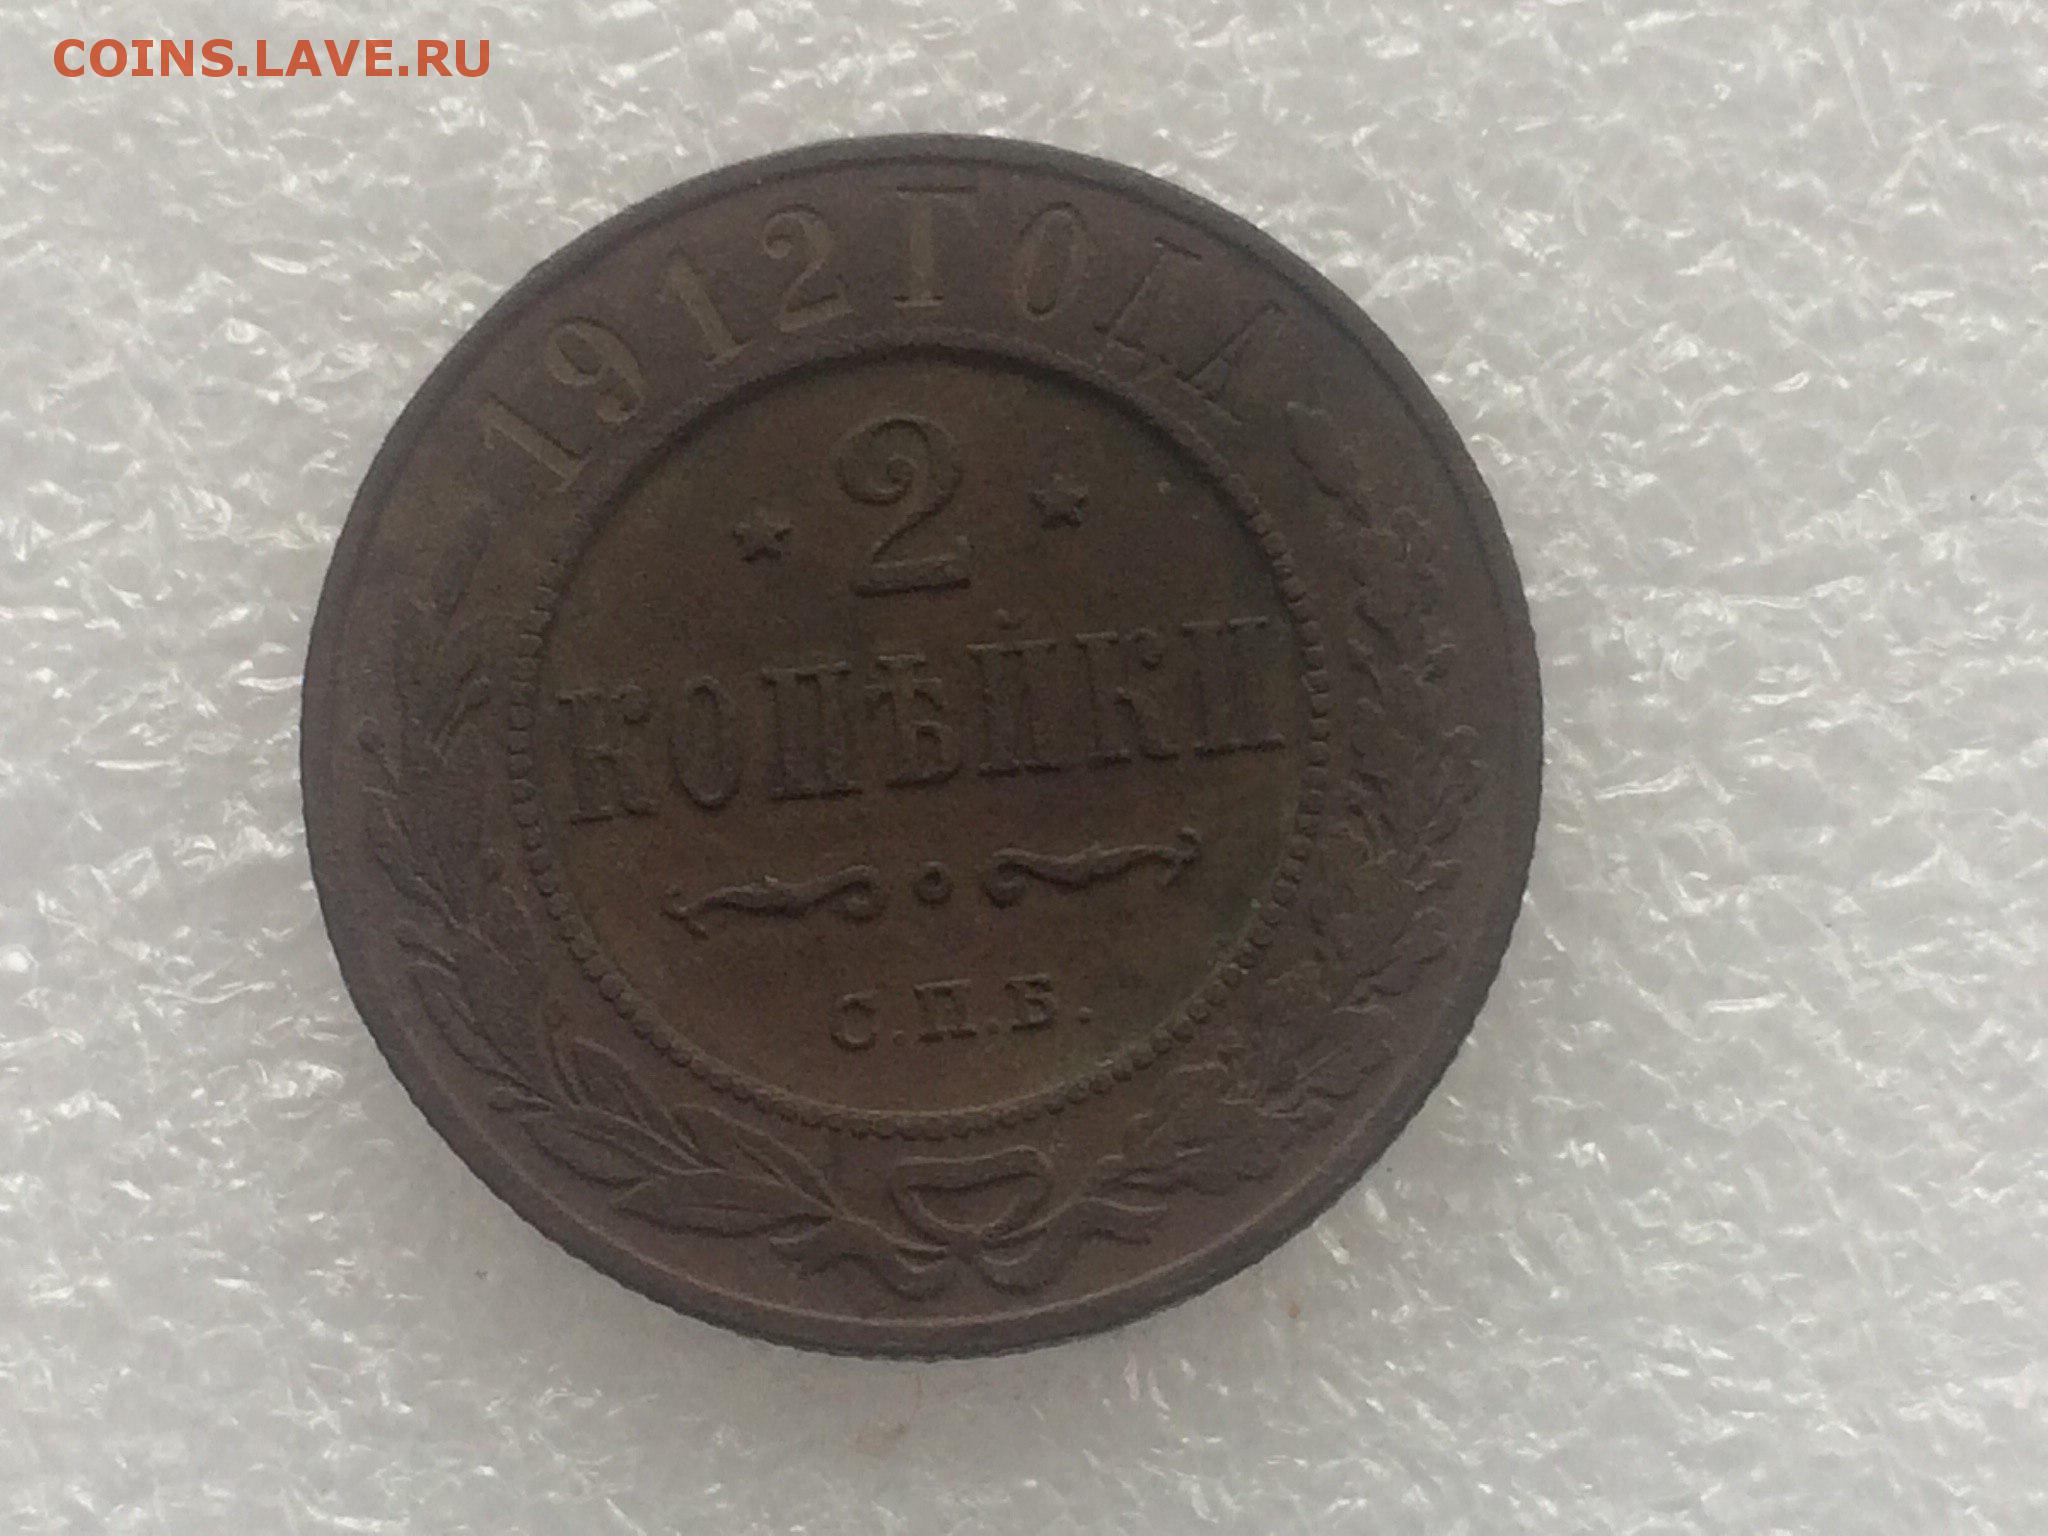 COINS.LAVE.RU
1912 ГОДА
2
КОПѢЙКИ
С.П.Б.